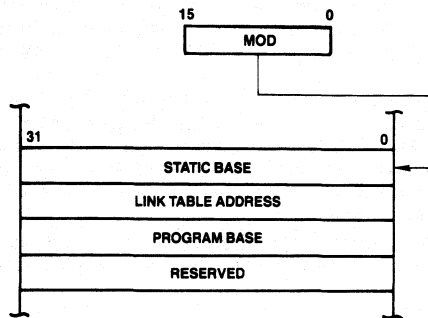 15 0
MOD
31 0
STATIC BASE
LINK TABLE ADDRESS
PROGRAM BASE
RESERVED